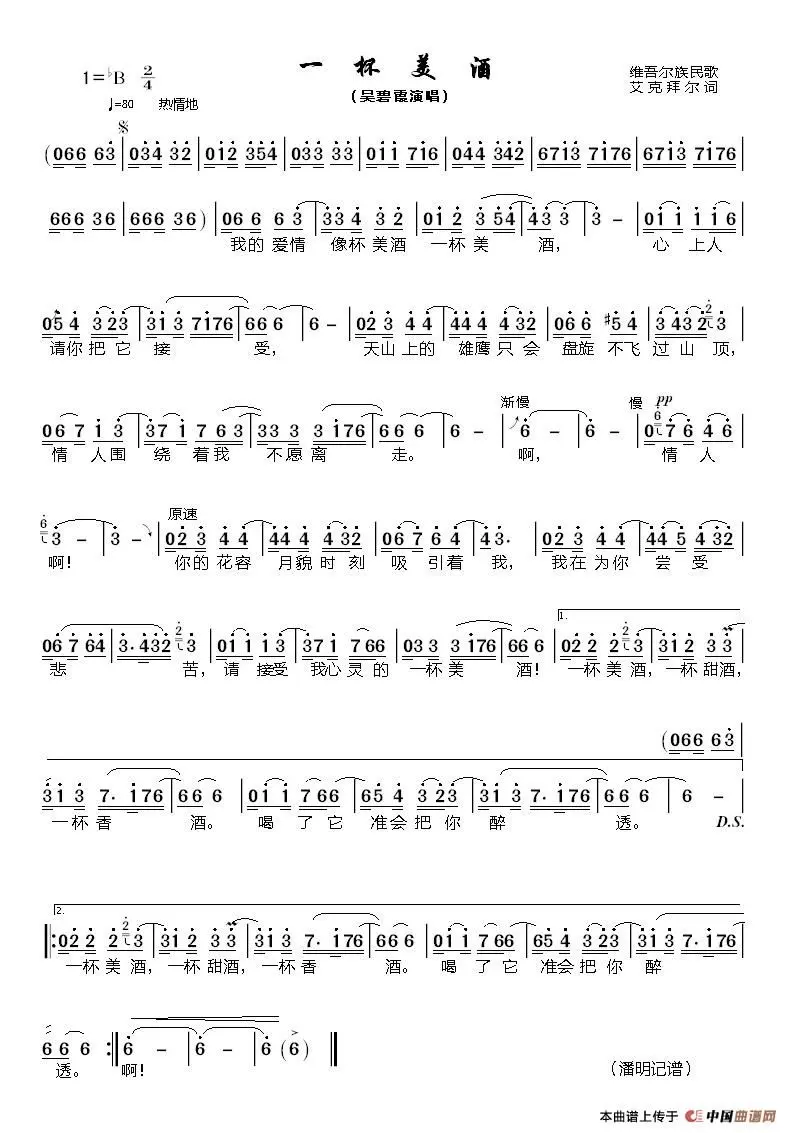 一杯美酒
1=♭B 2/4
维吾尔族民歌
（吴碧霞演唱）
艾克拜尔词
♩=80 热情地
(066 63 034 32 012 354 033 33 011 716 044 342 6713 7176 6713 7176
666 36 666 36) 066 63 33 4 32 01 2 3 54 43 3 3 - 01 1 1 1 6
我的 爱情 像杯 美酒 一杯 美 酒， 心 上人
05 4 3 23 31 3 7176 66 6 6 - 02 3 4 4 44 4 4 32 06 6 #5 4 3 432 2 3
请你 把它 接 受， 天山 上的 雄鹰 只会 盘旋 不飞 过山 顶，
渐慢 慢 pp
06 7 1 3 37 1 7 6 3 33 3 3 176 66 6 6 - 6 - 6 - 6 07 6 4 6
情 人围 绕着我 不愿离 走。 啊， 情人
原速
6 3 - 3 - 02 3 4 4 44 4 4 32 06 7 6 4 4 3· 02 3 4 4 44 5 4 32
啊！ 你的 花容 月貌 时刻 吸 引着 我， 我在 为你 尝受
1.
06 7 64 3·432 2 3 01 1 1 3 37 1 7 66 03 3 3 176 66 6 02 2 2 2 3 31 2 3 3
悲 苦， 请 接受 我心 灵的 一杯 美 酒！ 一杯 美酒，一杯 甜酒，
(066 63
31 3 7· 176 66 6 01 1 7 66 65 4 3 23 31 3 7· 176 66 6 6 -
一杯 香 酒。 喝 了它 准会 把你 醉 透。 D.S.
2.
02 2 2 2 3 31 2 3 3 31 3 7· 176 66 6 01 1 7 66 65 4 3 23 31 3 7· 176
一杯 美酒，一杯 甜酒，一杯 香 酒。 喝 了它 准会 把你 醉
66 6 6 - 6 - 6 (6)
透。 啊！
（潘明记谱）
本曲谱上传于 中国曲谱网